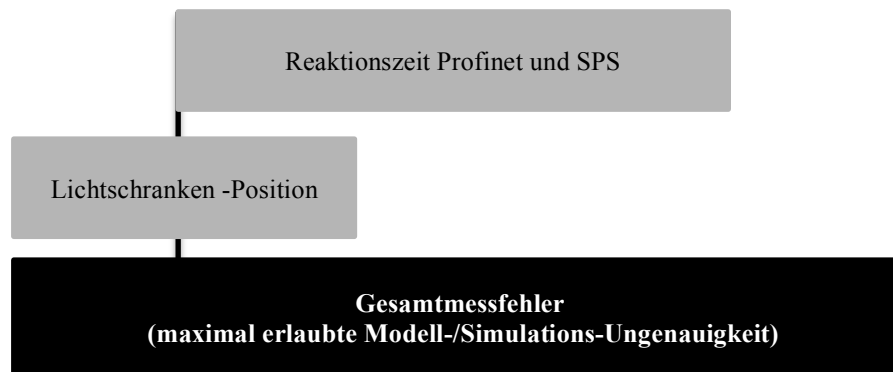 Reaktionszeit Profinet und SPS
Lichtschranken -Position
Gesamtmessfehler
(maximal erlaubte Modell-/Simulations-Ungenauigkeit)